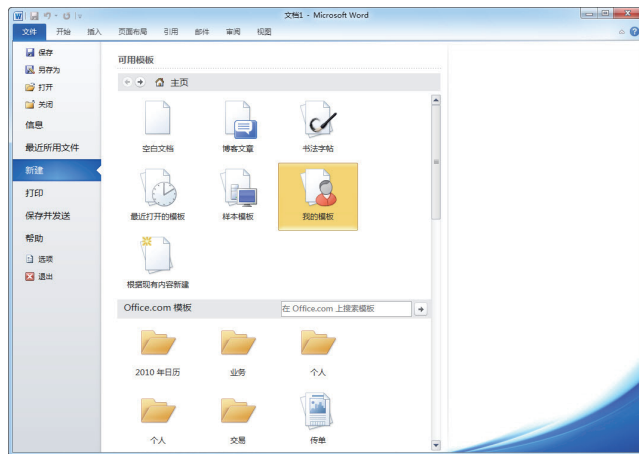 文档1 - Microsoft Word
文件 开始 插入 页面布局 引用 邮件 审阅 视图
保存
另存为
打开
关闭
信息
最近所用文件
新建
打印
保存并发送
帮助
选项
退出
可用模板
主页
空白文档 博客文章 书法字帖
最近打开的模板 样本模板 我的模板
根据现有内容新建
Office.com 模板 在 Office.com 上搜索模板
2010 年日历 业务 个人
个人 交易 传单